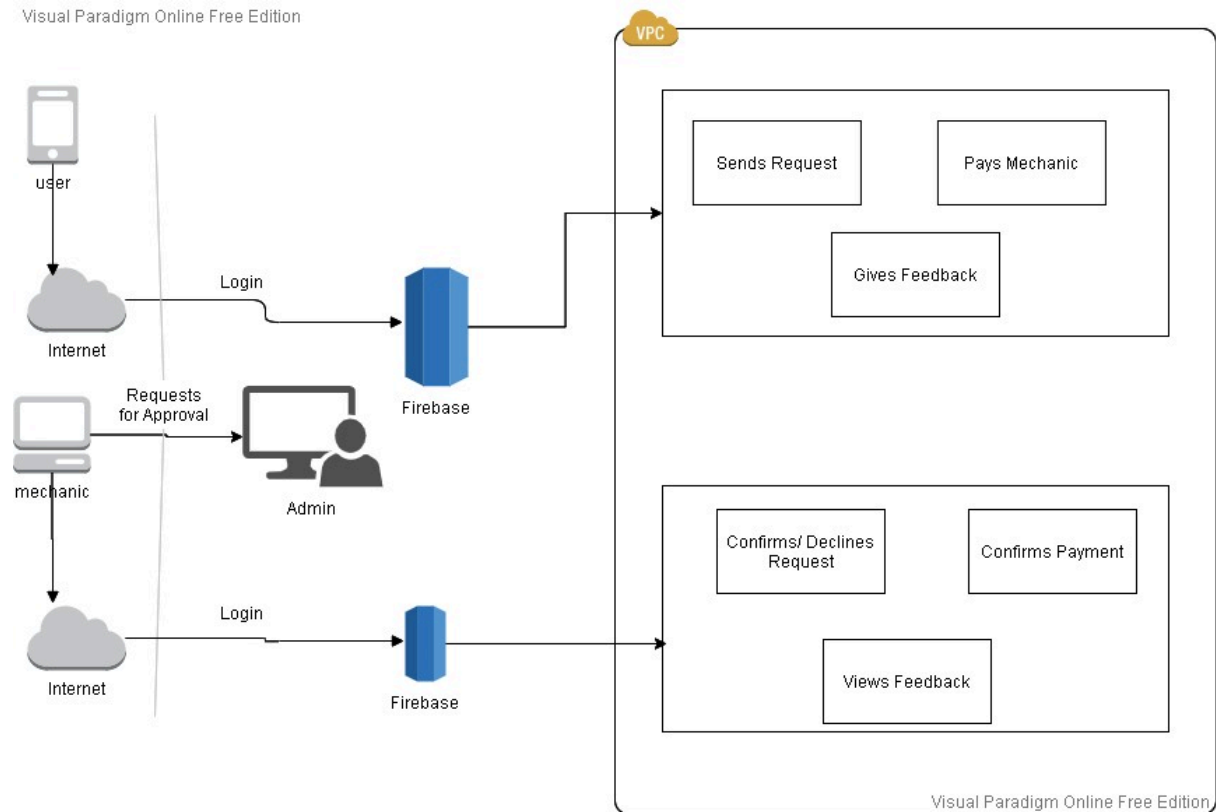 Visual Paradigm Online Free Edition
VPC
user
Sends Request
Pays Mechanic
Login
Gives Feedback
Internet
Firebase
Requests
for Approval
mechanic
Admin
Confirms/ Declines
Request
Confirms Payment
Login
Views Feedback
Internet
Firebase
Visual Paradigm Online Free Edition